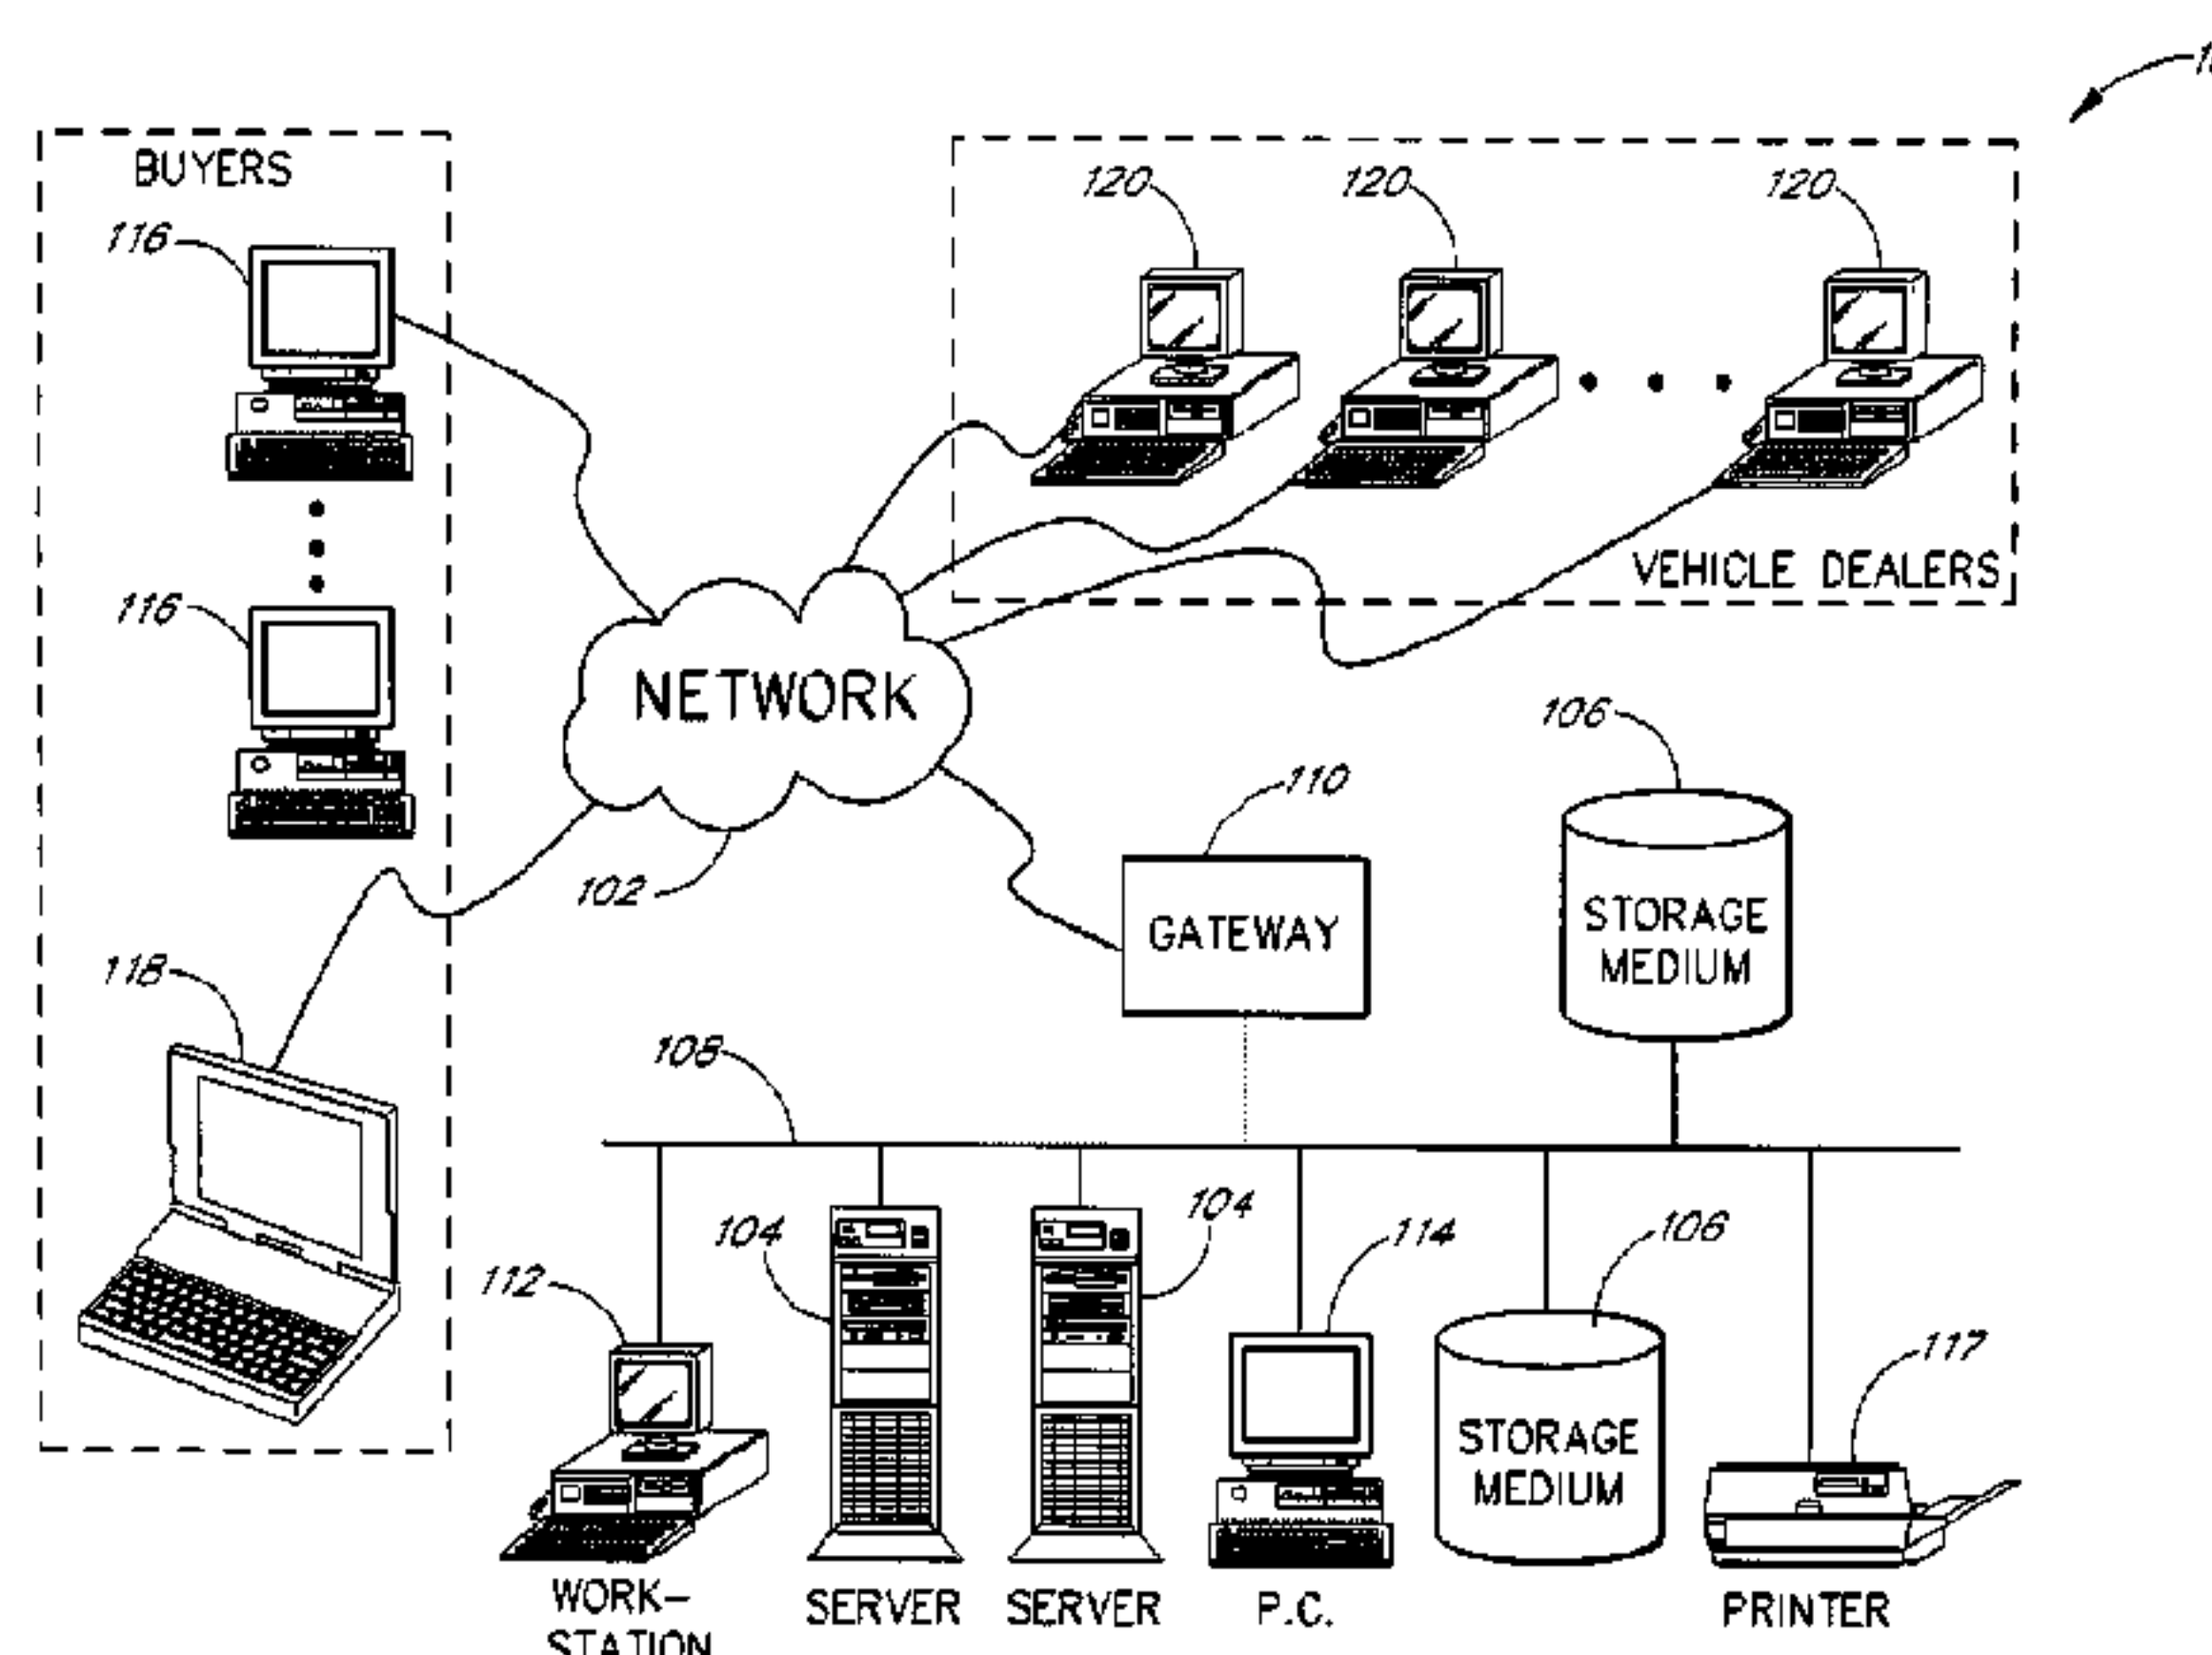 BUYERS
116
116
118
120
120
120
VEHICLE DEALERS
NETWORK
102
110
GATEWAY
106
STORAGE
MEDIUM
108
112
104
104
114
106
117
STORAGE
MEDIUM
WORK-
STATION
SERVER
SERVER
P.C.
PRINTER